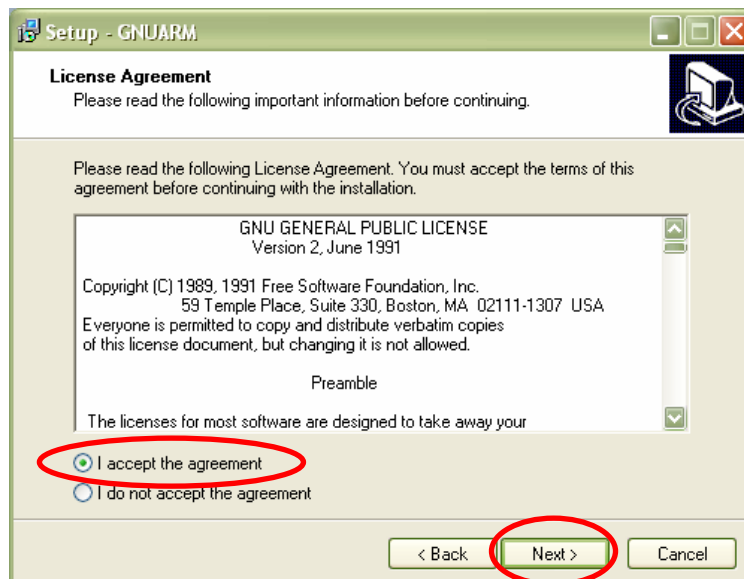 Setup - GNUARM
License Agreement
Please read the following important information before continuing.
Please read the following License Agreement. You must accept the terms of this
agreement before continuing with the installation.
GNU GENERAL PUBLIC LICENSE
Version 2, June 1991
Copyright (C) 1989, 1991 Free Software Foundation, Inc.
59 Temple Place, Suite 330, Boston, MA  02111-1307  USA
Everyone is permitted to copy and distribute verbatim copies
of this license document, but changing it is not allowed.
Preamble
The licenses for most software are designed to take away your
I accept the agreement
I do not accept the agreement
< Back Next > Cancel